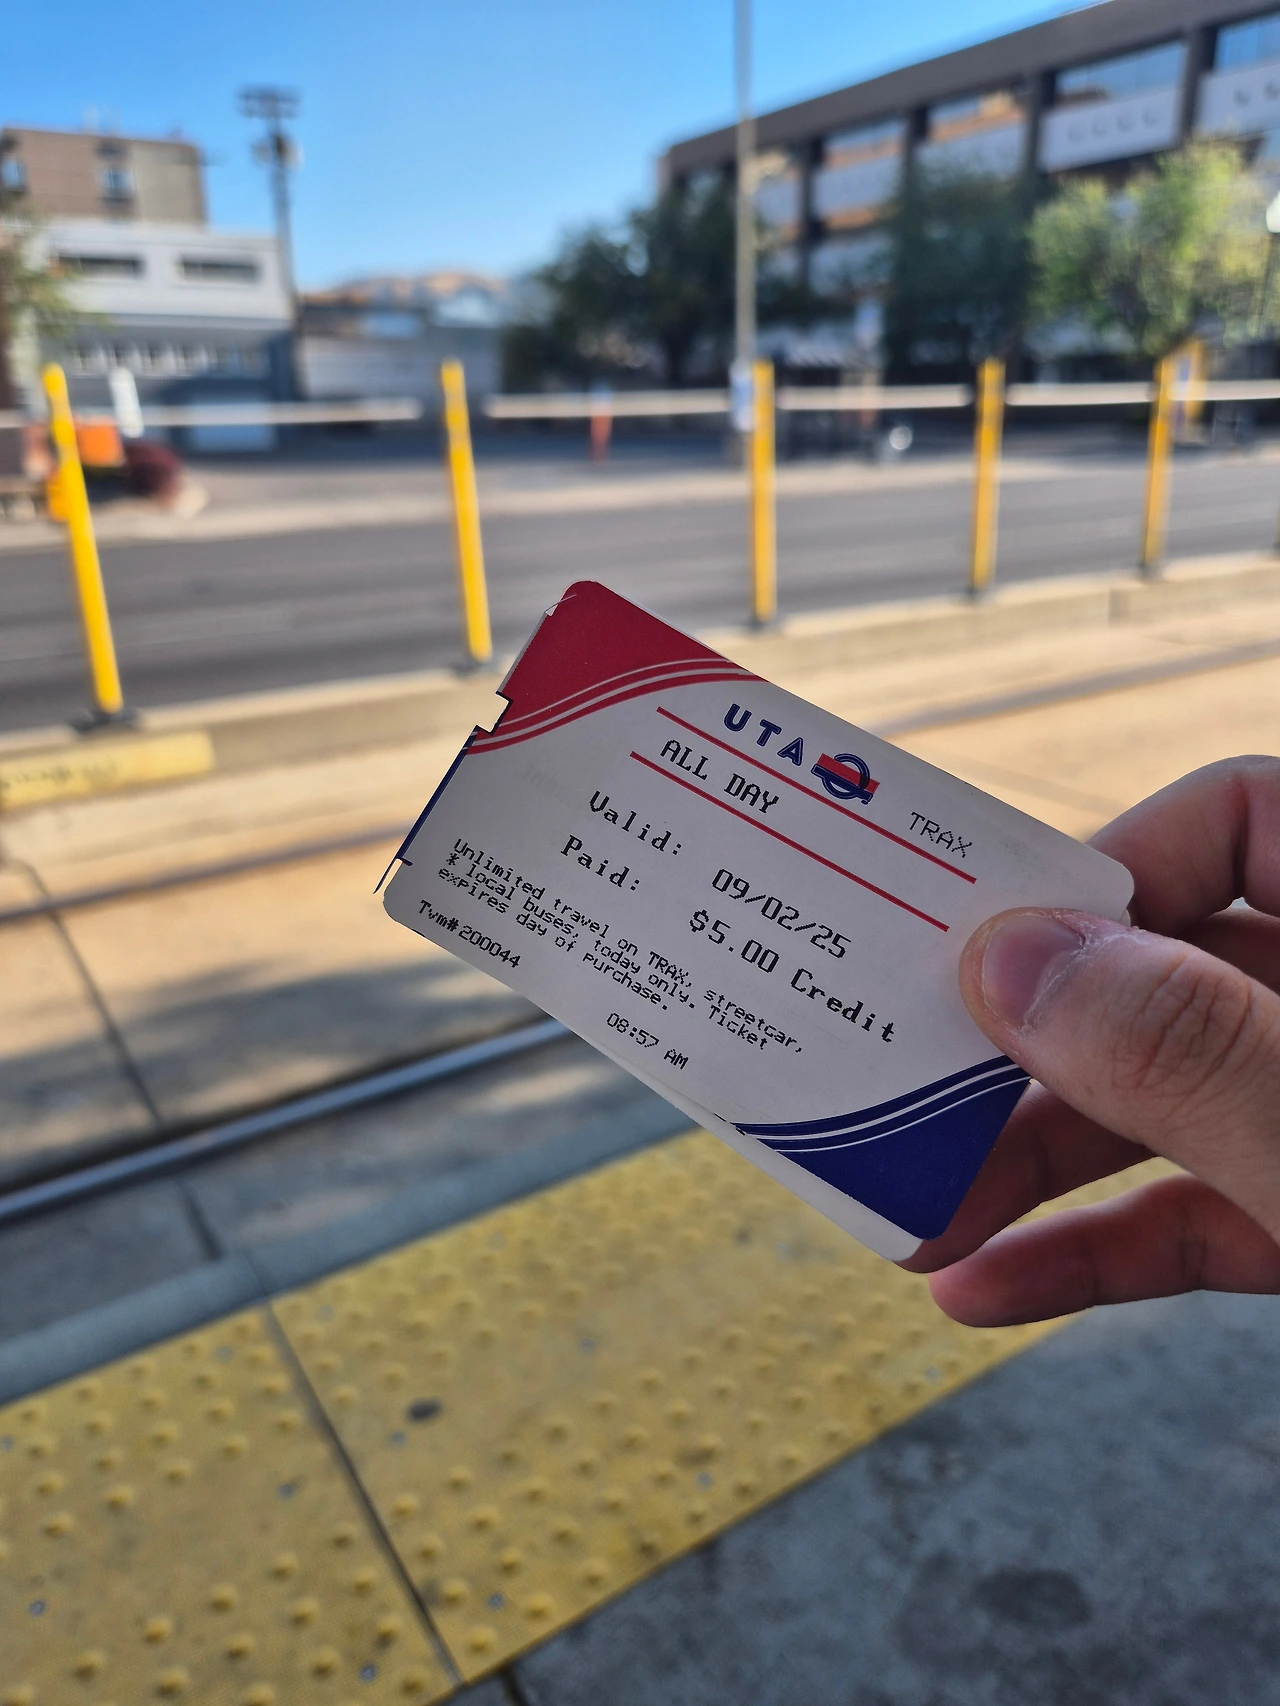 UTA
TRAX
ALL DAY
Valid: 09/02/25
Paid: $5.00 Credit
Unlimited travel on TRAX, streetcar,
* local buses, today only. Ticket
expires day of purchase.
Tvm#200044
08:57 AM